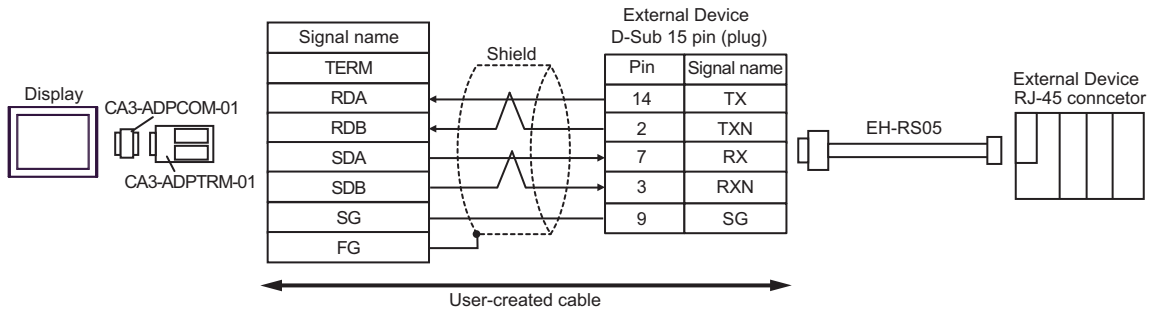 External Device
D-Sub 15 pin (plug)
Signal name
Shield
TERM
Pin Signal name
External Device
RJ-45 conncetor
Display
CA3-ADPCOM-01
RDA 14 TX
RDB 2 TXN
EH-RS05
SDA 7 RX
CA3-ADPTRM-01
SDB 3 RXN
SG 9 SG
FG
User-created cable